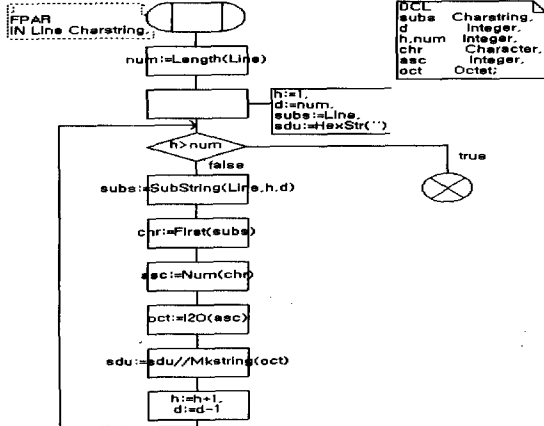 FPAR
IN Line Charstring;
DCL
subs Charstring,
d Integer,
h,num Integer,
chr Character,
asc Integer,
oct Octet;
num:=Length(Line)
h:=1,
d:=num,
subs:=Line,
sdu:=HexStr('')
h>num
true
false
subs:=SubString(Line,h,d)
chr:=First(subs)
asc:=Num(chr)
oct:=I2O(asc)
sdu:=sdu//Mkstring(oct)
h:=h+1,
d:=d-1